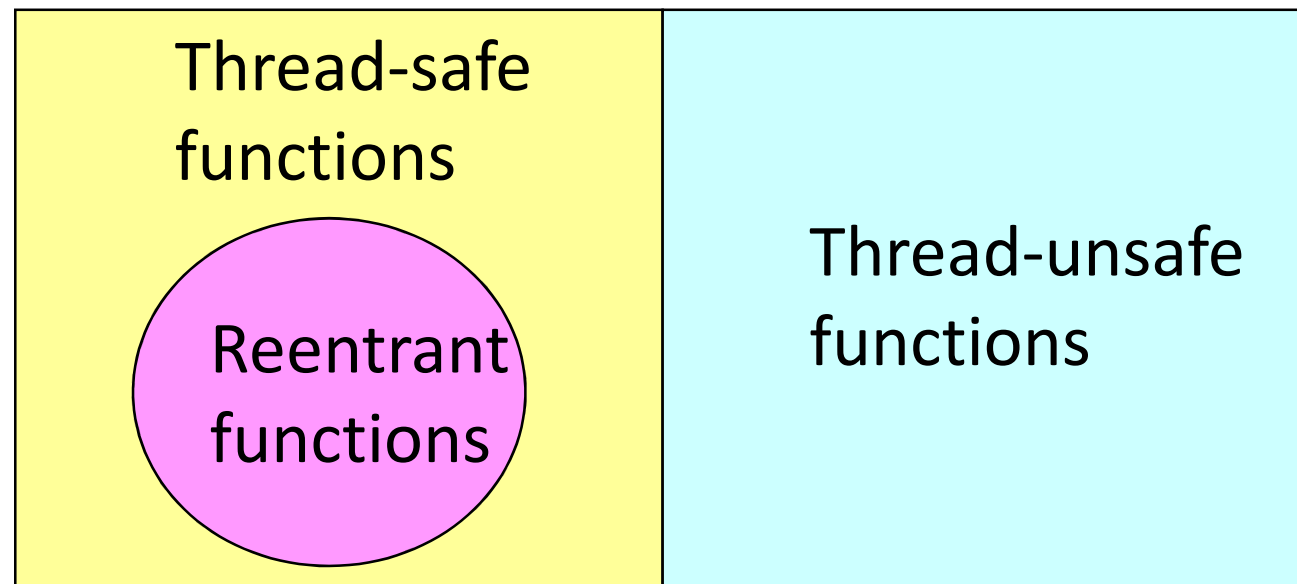 Thread-safe
functions
Reentrant
functions
Thread-unsafe
functions